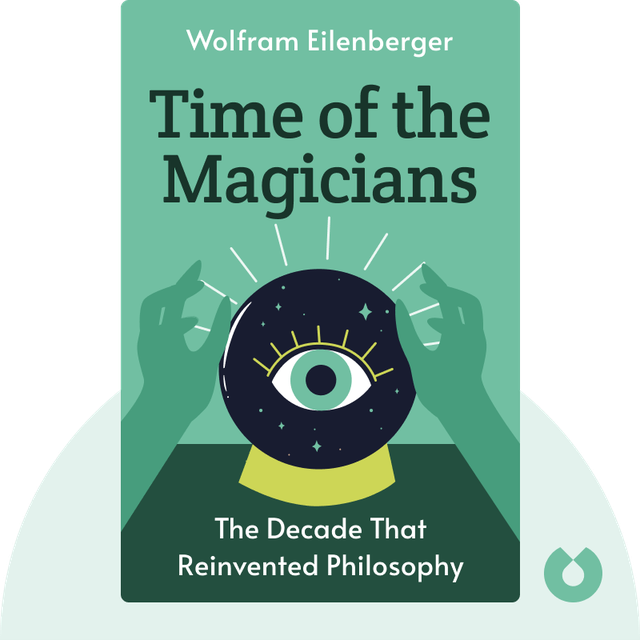 Wolfram Eilenberger
Time of the
Magicians
The Decade That
Reinvented Philosophy